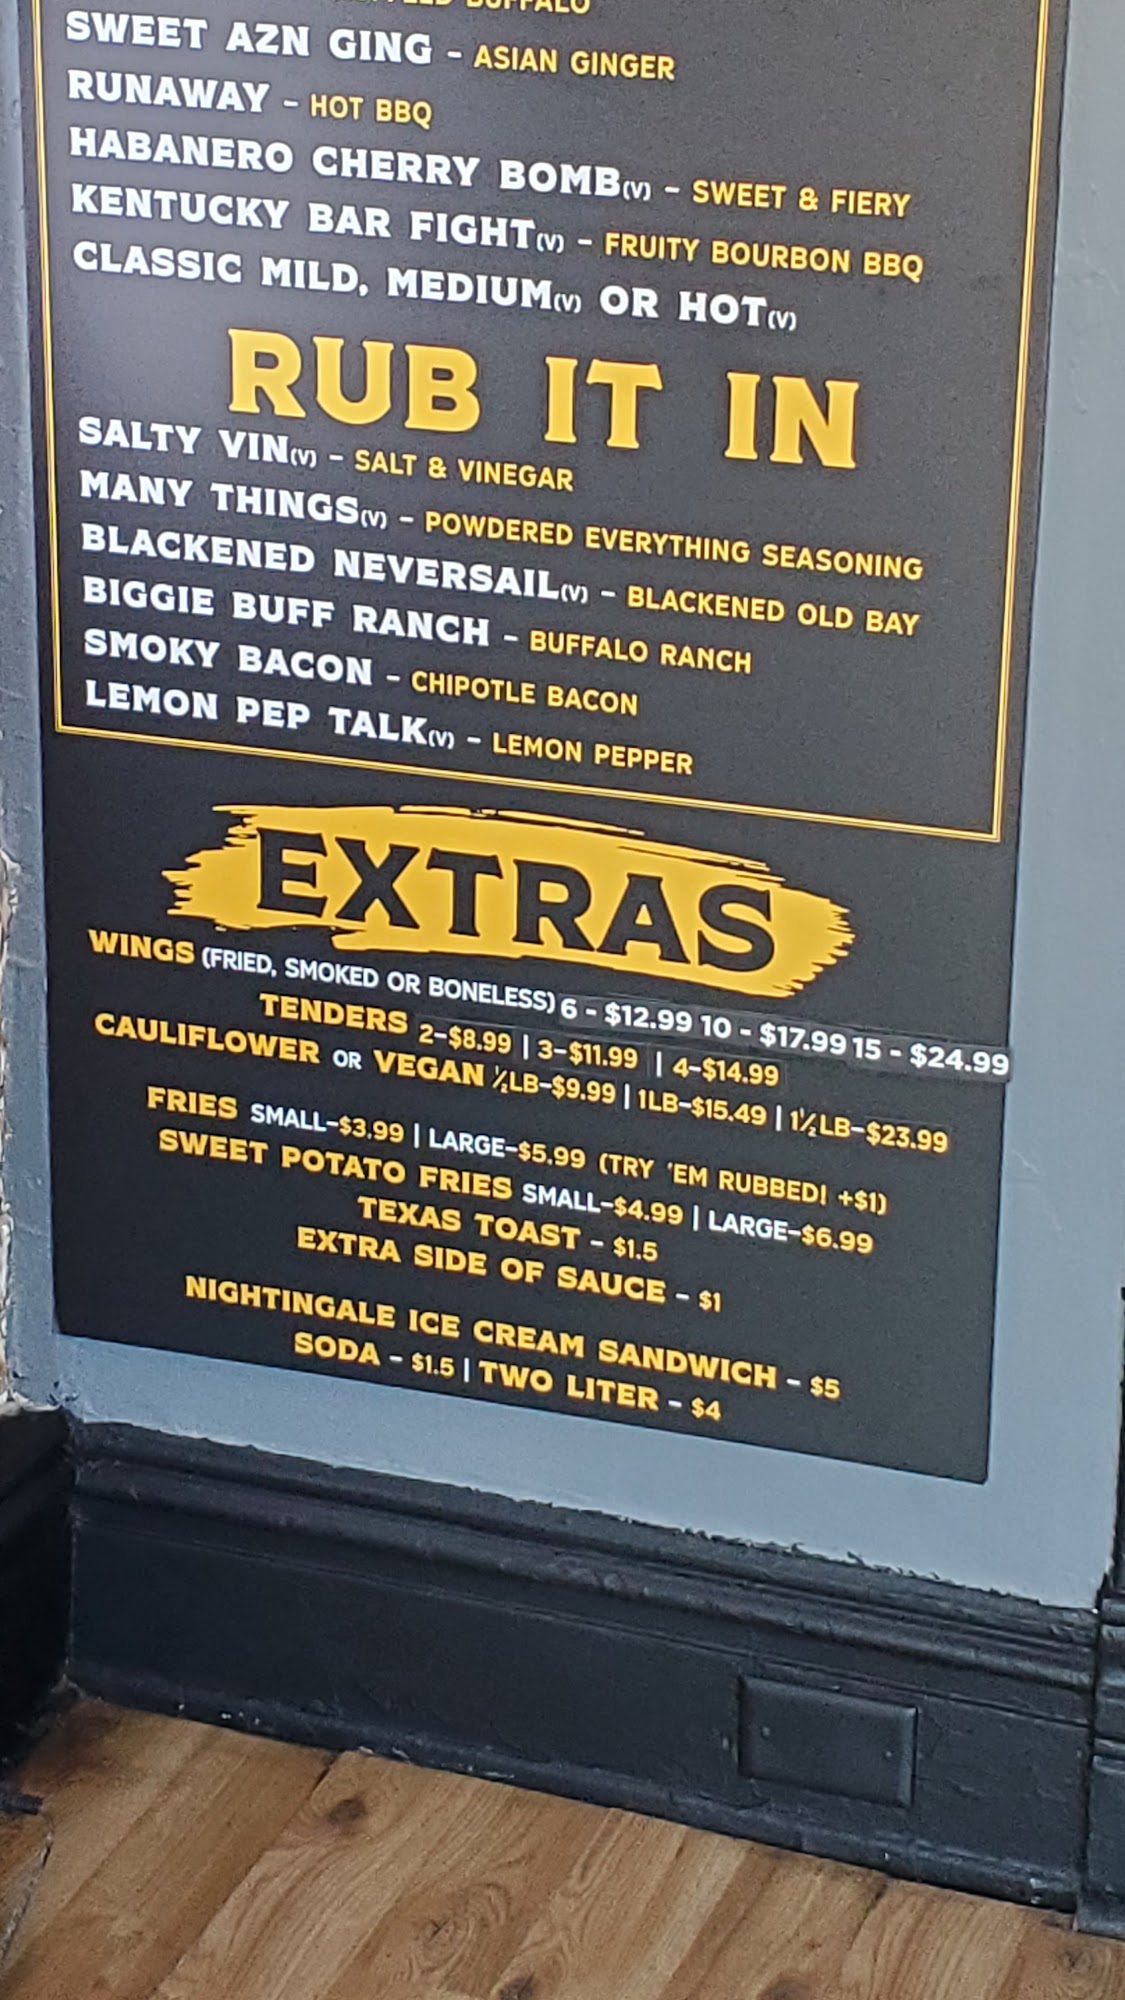 BUFFALO
SWEET AZN GING - ASIAN GINGER
RUNAWAY - HOT BBQ
HABANERO CHERRY BOMB(V) - SWEET & FIERY
KENTUCKY BAR FIGHT(V) - FRUITY BOURBON BBQ
CLASSIC MILD, MEDIUM(V) OR HOT(V)
RUB IT IN
SALTY VIN(V) - SALT & VINEGAR
MANY THINGS(V) - POWDERED EVERYTHING SEASONING
BLACKENED NEVERSAIL(V) - BLACKENED OLD BAY
BIGGIE BUFF RANCH - BUFFALO RANCH
SMOKY BACON - CHIPOTLE BACON
LEMON PEP TALK(V) - LEMON PEPPER
EXTRAS
WINGS (FRIED, SMOKED OR BONELESS) 6 - $12.99 10 - $17.99 15 - $24.99
TENDERS 2-$8.99 | 3-$11.99 | 4-$14.99
CAULIFLOWER OR VEGAN ½LB-$9.99 | 1LB-$15.49 | 1½LB-$23.99
FRIES SMALL-$3.99 | LARGE-$5.99 (TRY 'EM RUBBED! +$1)
SWEET POTATO FRIES SMALL-$4.99 | LARGE-$6.99
TEXAS TOAST - $1.5
EXTRA SIDE OF SAUCE - $1
NIGHTINGALE ICE CREAM SANDWICH - $5
SODA - $1.5 | TWO LITER - $4